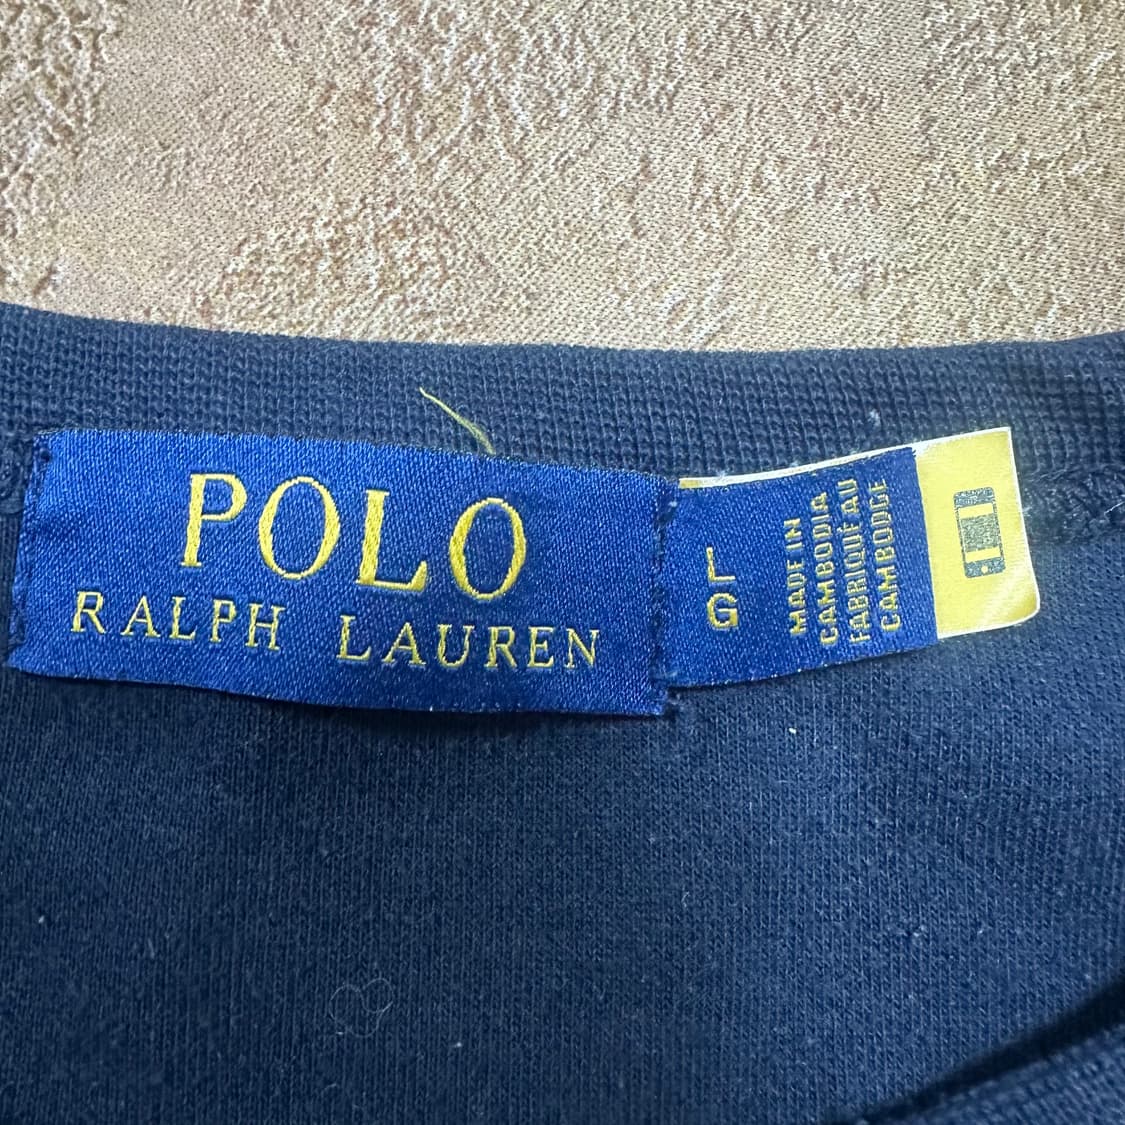 POLO
RALPH LAUREN
L
G
MADE IN
CAMBODIA
FABRIQUÉ AU
CAMBODGE